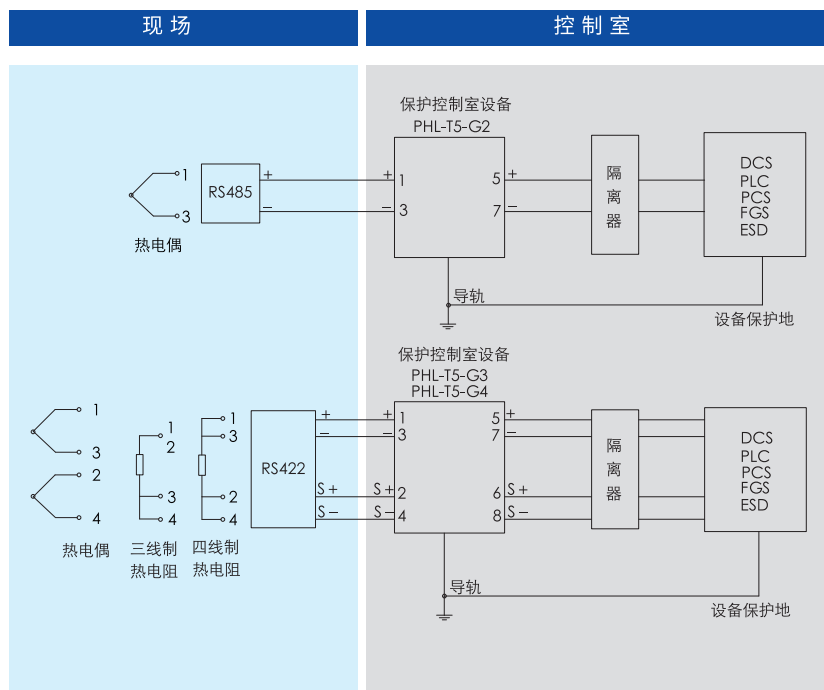 现场
控制室
保护控制室设备
PHL-T5-G2
1
3
热电偶
RS485
+
−
+
−
1
3
5
7
+
−
隔
离
器
DCS
PLC
PCS
FGS
ESD
导轨
设备保护地
保护控制室设备
PHL-T5-G3
PHL-T5-G4
1
3
2
4
热电偶
1
2
3
4
三线制
热电阻
1
3
2
4
四线制
热电阻
RS422
+
−
S+
S−
+
−
S+
S−
1
3
2
4
5
7
6
8
+
−
S+
S−
隔
离
器
DCS
PLC
PCS
FGS
ESD
导轨
设备保护地